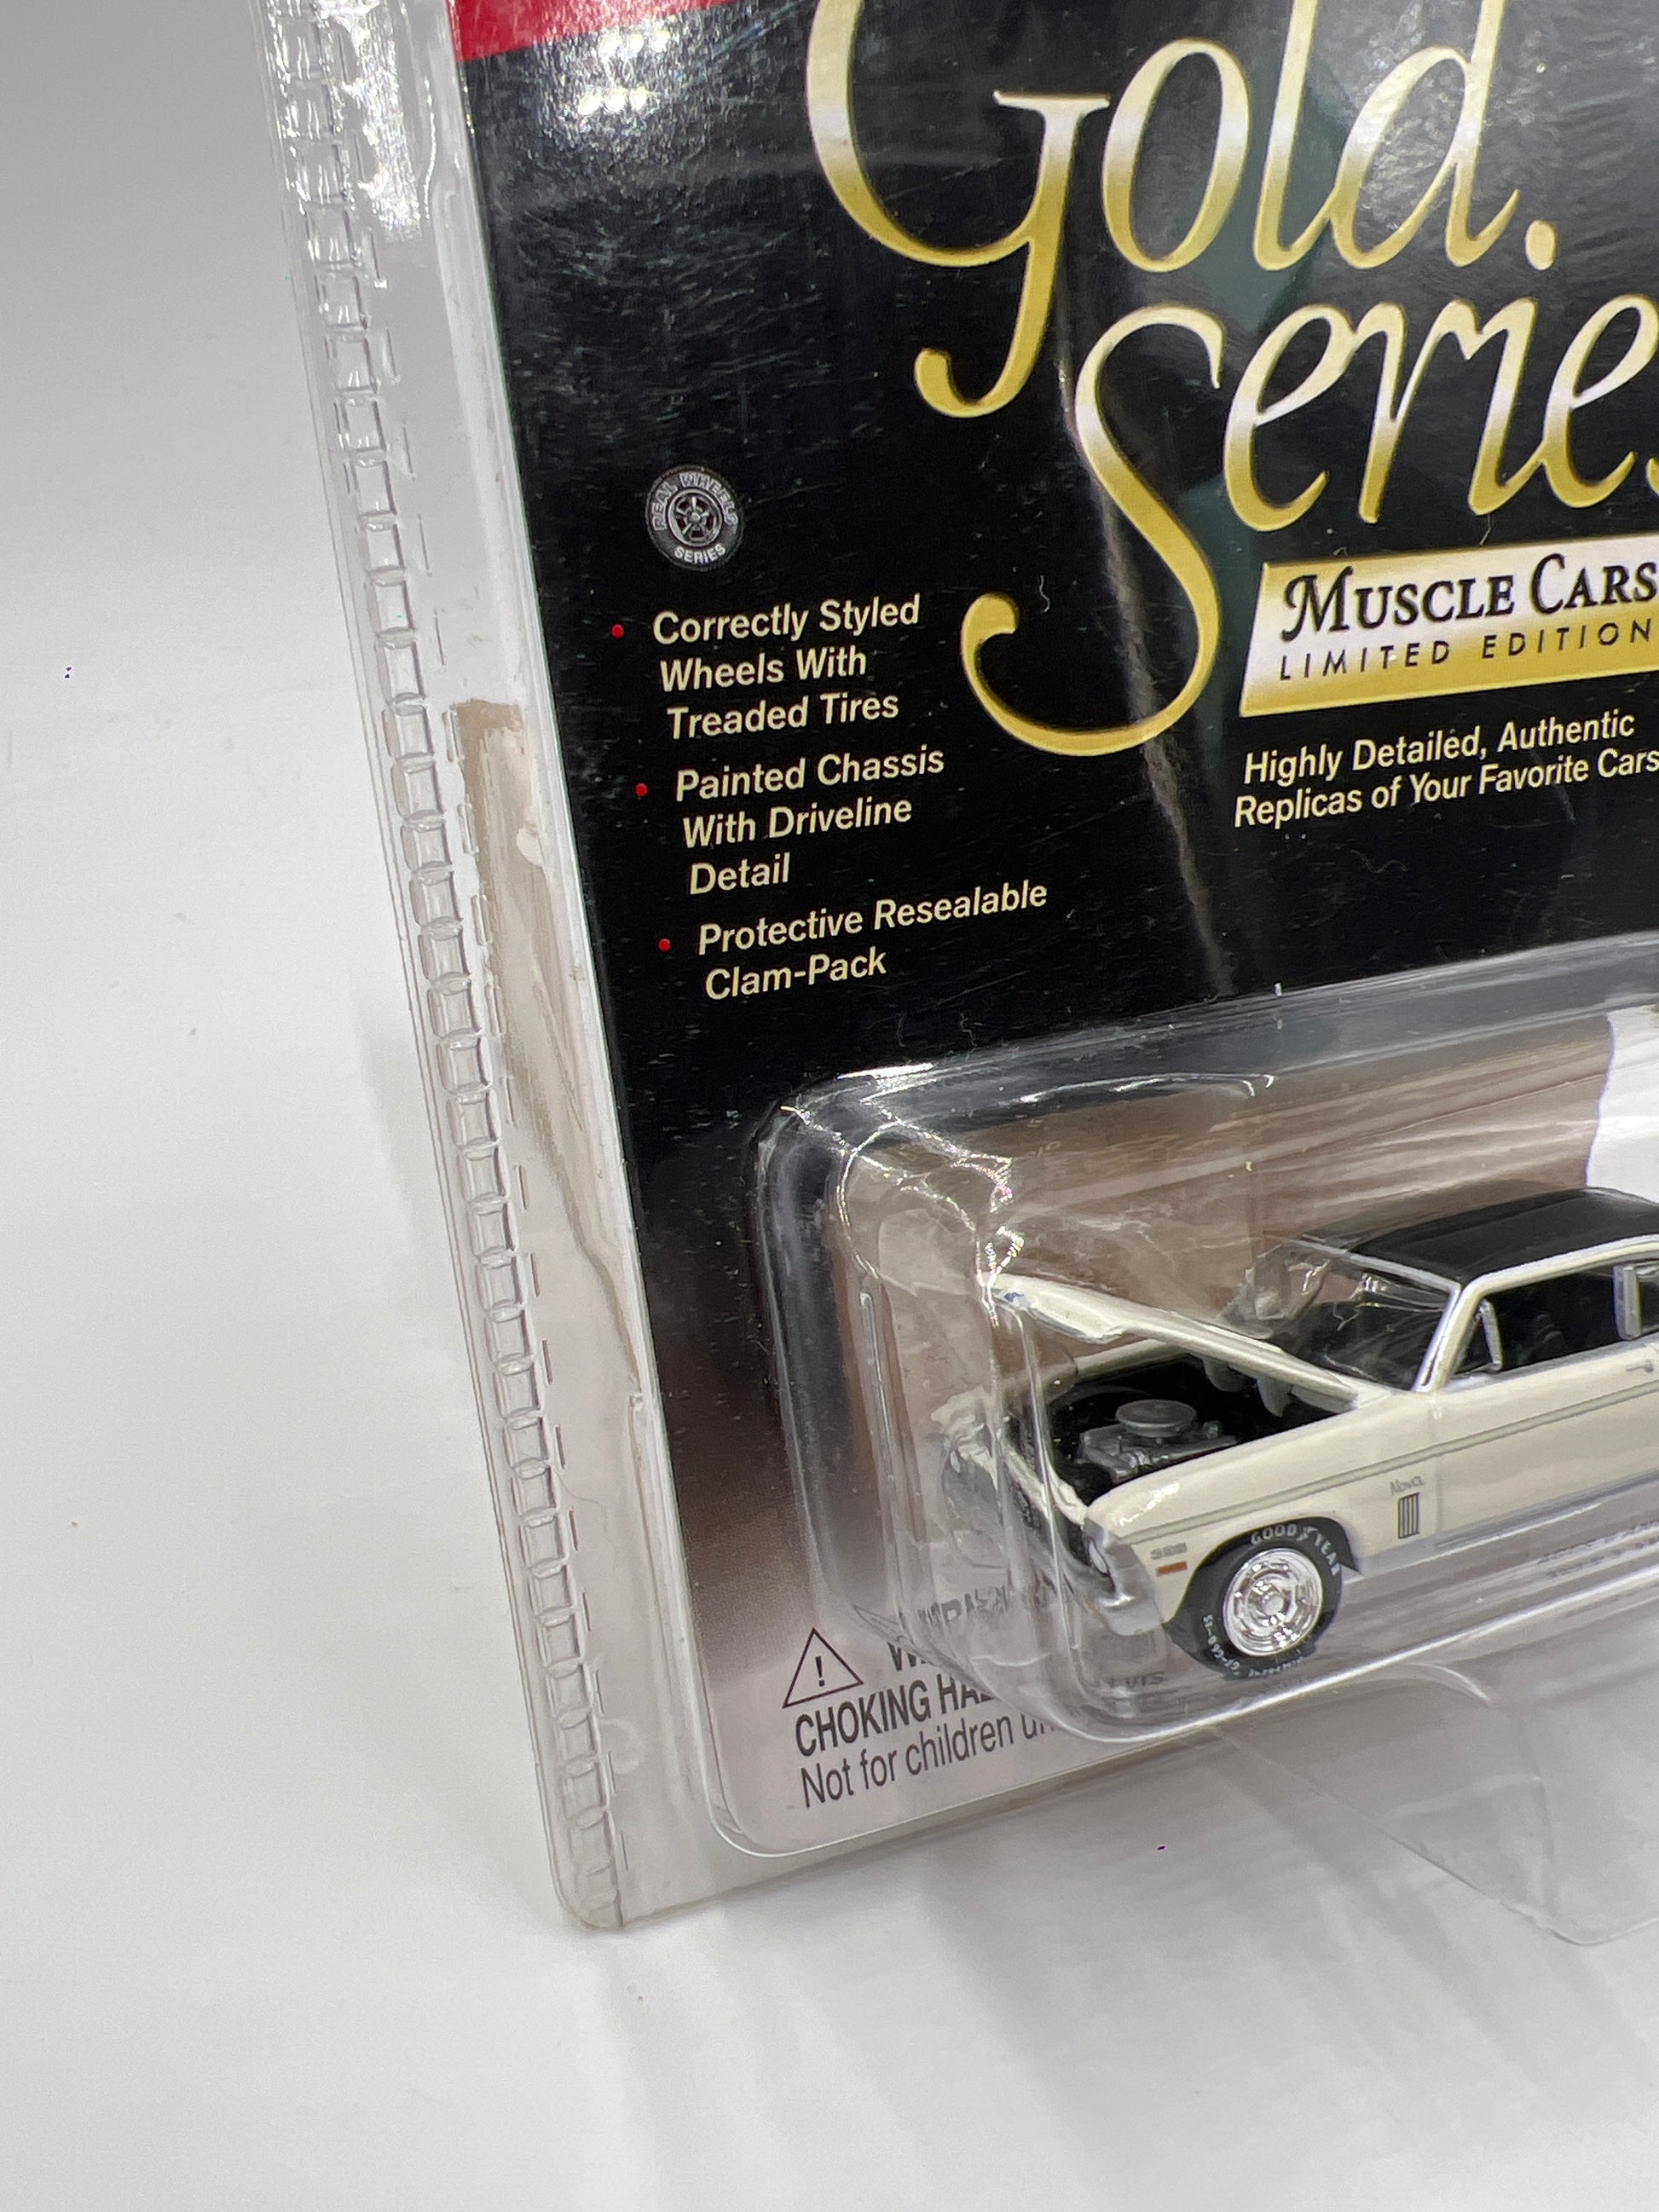 Gold.
Series
REAL WHEELS
SERIES
MUSCLE CARS
LIMITED EDITION
• Correctly Styled
Wheels With
Treaded Tires
• Painted Chassis
With Driveline
Detail
• Protective Resealable
Clam-Pack
Highly Detailed, Authentic
Replicas of Your Favorite Cars
Nova
GOODYEAR
CHOKING
Not for children